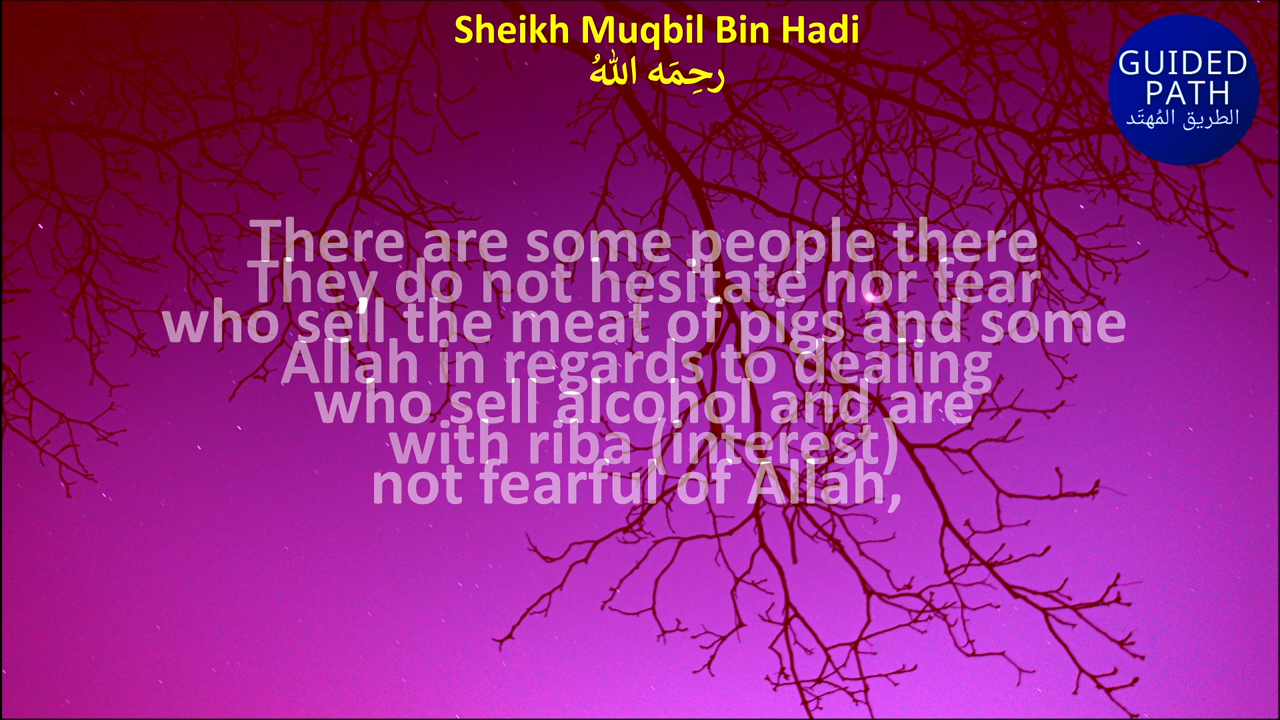 Sheikh Muqbil Bin Hadi
رحِمَه اللهُ
GUIDED
PATH
الطريق المُهتَد
There are some people there
who sell the meat of pigs and some
who sell alcohol and are
not fearful of Allah,
They do not hesitate nor fear
Allah in regards to dealing
with riba (interest)